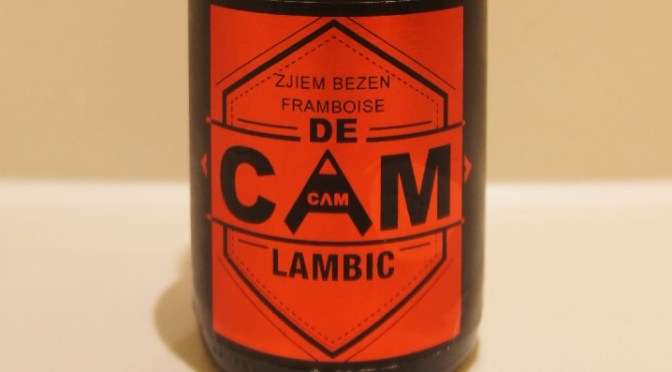 ZJIEM BEZEN
FRAMBOISE
DE
CAM
CAM
LAMBIC